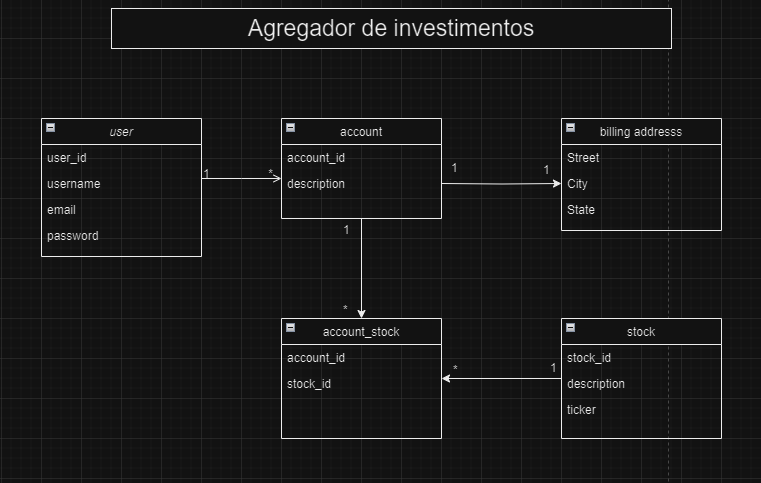 Agregador de investimentos
user
user_id
username
email
password
1
*
account
account_id
description
1
1
billing addresss
Street
City
State
1
*
account_stock
account_id
stock_id
*
1
stock
stock_id
description
ticker